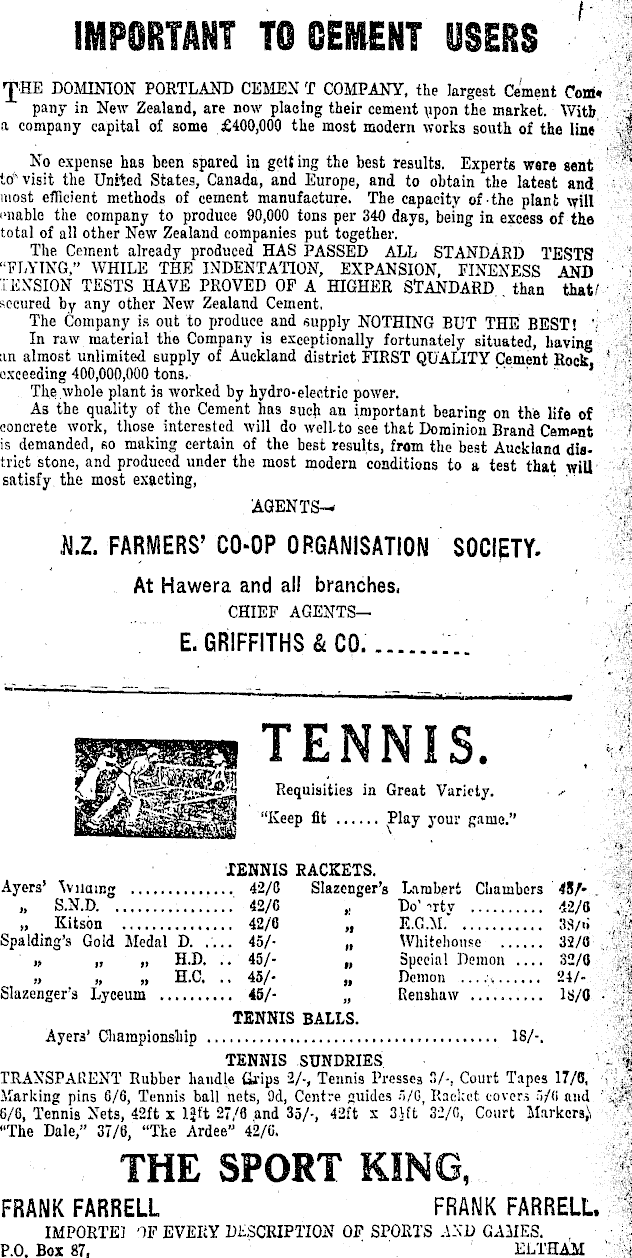 IMPORTANT TO CEMENT USERS
THE DOMINION PORTLAND CEMENT COMPANY, the largest Cement Com-
pany in New Zealand, are now placing their cement upon the market. With
a company capital of some £400,000 the most modern works south of the line
No expense has been spared in getting the best results. Experts were sent
to visit the United States, Canada, and Europe, and to obtain the latest and
most efficient methods of cement manufacture. The capacity of the plant will
enable the company to produce 90,000 tons per 340 days, being in excess of the
total of all other New Zealand companies put together.
The Cement already produced HAS PASSED ALL STANDARD TESTS
"FLYING," WHILE THE INDENTATION, EXPANSION, FINENESS AND
TENSION TESTS HAVE PROVED OF A HIGHER STANDARD than that
secured by any other New Zealand Cement.
The Company is out to produce and supply NOTHING BUT THE BEST!
In raw material the Company is exceptionally fortunate situated, having
an almost unlimited supply of Auckland district FIRST QUALITY Cement Rock,
exceeding 400,000,000 tons.
The whole plant is worked by hydro-electric power.
As the quality of the Cement has such an important bearing on the life of
concrete work, those interested will do well to see that Dominion Brand Cement
is demanded, so making certain of the best results, from the best Auckland dis-
trict stone, and produced under the most modern conditions to a test that will
satisfy the most exacting,
AGENTS—
N.Z. FARMERS' CO-OP ORGANISATION SOCIETY.
At Hawera and all branches.
CHIEF AGENTS—
E. GRIFFITHS & CO. ..........
TENNIS.
Requisities in Great Variety.
"Keep fit ...... Play your game."
TENNIS RACKETS.
Ayers' Wilding .............. 42/6 Slazenger's Lambert Chambers 48/-
„ S.N.D. ................ 42/6 „ Doherty .......... 42/6
„ Kitson .............. 42/6 „ E.G.M. .......... 38/6
Spalding's Gold Medal D. .... 45/- „ Whitehouse ...... 32/6
„ „ „ H.D. .. 45/- „ Special Demon .... 32/6
„ „ „ H.C. .. 45/- „ Demon .......... 24/-
Slazenger's Lyceum .......... 45/- „ Renshaw .......... 18/6
TENNIS BALLS.
Ayers' Championship ...................................... 18/-.
TENNIS SUNDRIES
TRANSPARENT Rubber handle Grips 2/-, Tennis Presses 3/-, Court Tapes 17/6,
Marking pins 6/6, Tennis ball nets, 9d, Centre guides 5/6, Racket covers 5/6 and
6/6, Tennis Nets, 42ft x 27/6 and 35/-, 42ft x 3½ft 32/6, Court Markers,
"The Dale," 37/6, "The Ardee" 42/6.
THE SPORT KING,
FRANK FARRELL FRANK FARRELL.
IMPORTER OF EVERY DESCRIPTION OF SPORTS AND GAMES.
P.O. Box 87, ELTHAM